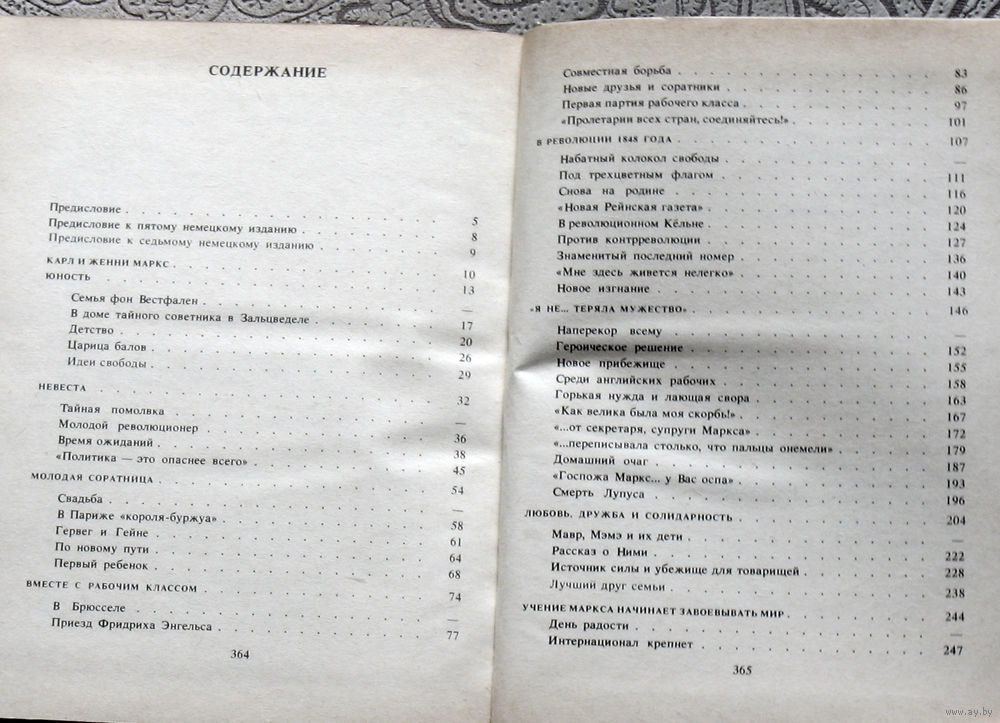 СОДЕРЖАНИЕ
Предисловие . . . 5
Предисловие к пятому немецкому изданию . . . 8
Предисловие к седьмому немецкому изданию . . . 9
КАРЛ И ЖЕННИ МАРКС . . . 10
ЮНОСТЬ . . . 13
Семья фон Вестфален . . . —
В доме тайного советника в Зальцведеле . . . 17
Детство . . . 20
Царица балов . . . 26
Идеи свободы . . . 29
НЕВЕСТА . . . 32
Тайная помолвка . . . —
Молодой революционер . . . 36
Время ожиданий . . . 38
«Политика — это опаснее всего» . . . 45
МОЛОДАЯ СОРАТНИЦА . . . 54
Свадьба . . . —
В Париже «короля-буржуа» . . . 58
Гервег и Гейне . . . 61
По новому пути . . . 64
Первый ребенок . . . 68
ВМЕСТЕ С РАБОЧИМ КЛАССОМ . . . 74
В Брюсселе . . . —
Приезд Фридриха Энгельса . . . 77
364
Совместная борьба . . . 83
Новые друзья и соратники . . . 86
Первая партия рабочего класса . . . 97
«Пролетарии всех стран, соединяйтесь!» . . . 101
В РЕВОЛЮЦИИ 1848 ГОДА . . . 107
Набатный колокол свободы . . . —
Под трехцветным флагом . . . 111
Снова на родине . . . 116
«Новая Рейнская газета» . . . 120
В революционном Кёльне . . . 124
Против контрреволюции . . . 127
Знаменитый последний номер . . . 136
«Мне здесь живется нелегко» . . . 140
Новое изгнание . . . 143
«Я НЕ... ТЕРЯЛА МУЖЕСТВО» . . . 146
Наперекор всему . . . —
Героическое решение . . . 152
Новое прибежище . . . 155
Среди английских рабочих . . . 158
Горькая нужда и лающая свора . . . 163
«Как велика была моя скорбь!» . . . 167
«...от секретаря, супруги Маркса» . . . 172
«...переписывала столько, что пальцы онемели» . . . 179
Домашний очаг . . . 187
«Госпожа Маркс... у Вас оспа» . . . 193
Смерть Лупуса . . . 196
ЛЮБОВЬ, ДРУЖБА И СОЛИДАРНОСТЬ . . . 204
Мавр, Мэмэ и их дети . . . —
Рассказ о Ними . . . 222
Источник силы и убежище для товарищей . . . 228
Лучший друг семьи . . . 238
УЧЕНИЕ МАРКСА НАЧИНАЕТ ЗАВОЕВЫВАТЬ МИР . . . 244
День радости . . . —
Интернационал крепнет . . . 247
365
www.ay.by